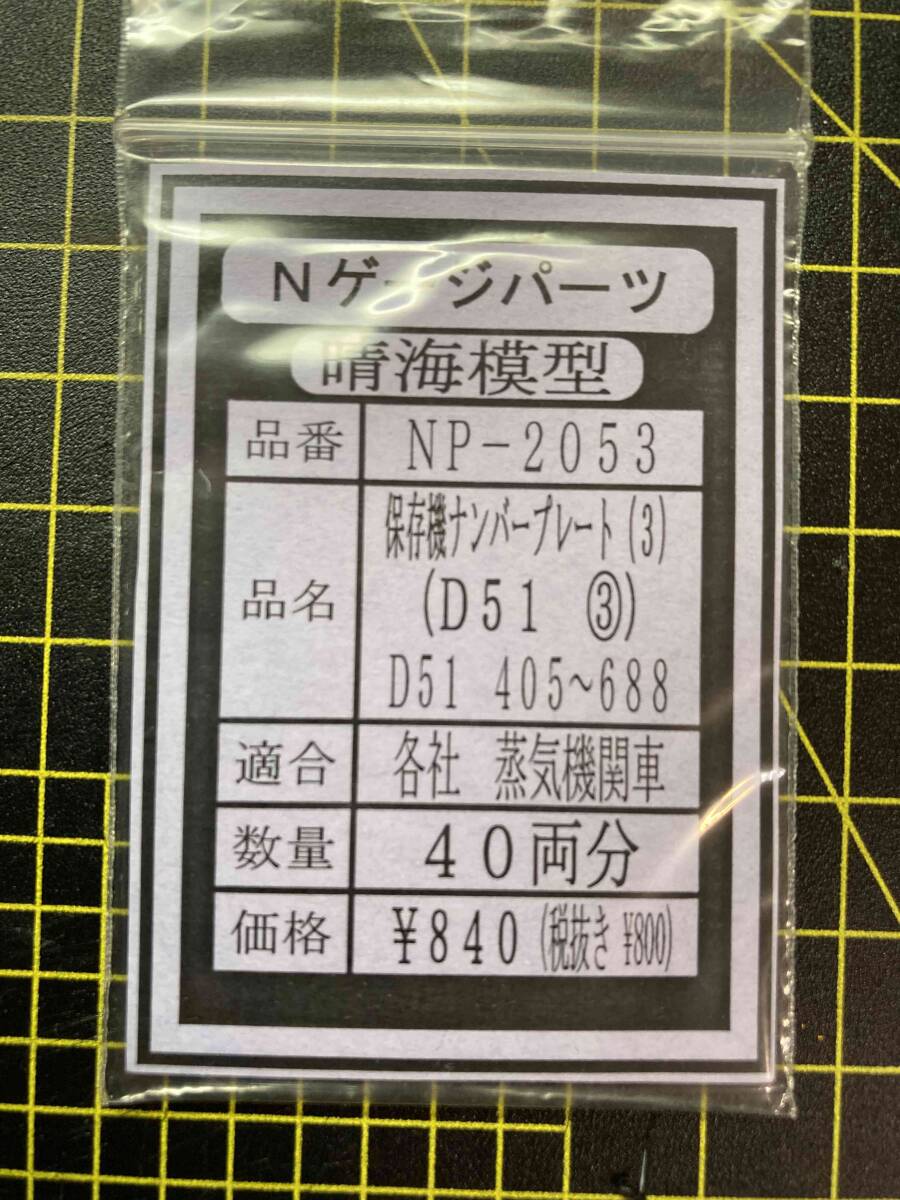 Nゲージパーツ
晴海模型
品番 NP-2053
品名 保存機ナンバープレート(3)
(D51 ③)
D51 405~688
適合 各社 蒸気機関車
数量 40両分
価格 ¥840(税抜き ¥800)